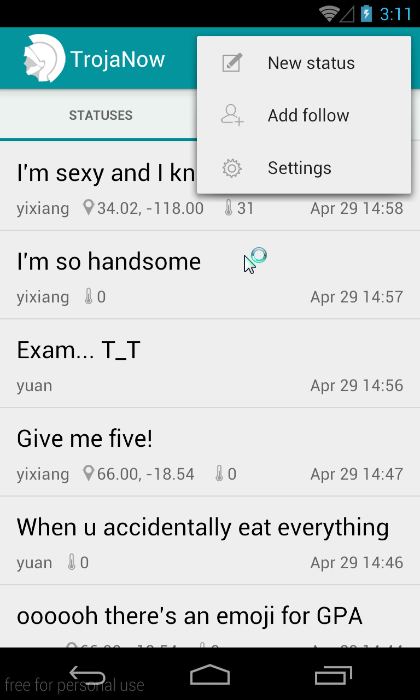 3:11
TrojaNow
New status
Add follow
Settings
STATUSES
I'm sexy and I kn
yixiang 34.02, -118.00 31 Apr 29 14:58
I'm so handsome
yixiang 0 Apr 29 14:57
Exam... T_T
yuan Apr 29 14:56
Give me five!
yixiang 66.00, -18.54 0 Apr 29 14:47
When u accidentally eat everything
yuan 0 Apr 29 14:46
oooooh there's an emoji for GPA
free for personal use